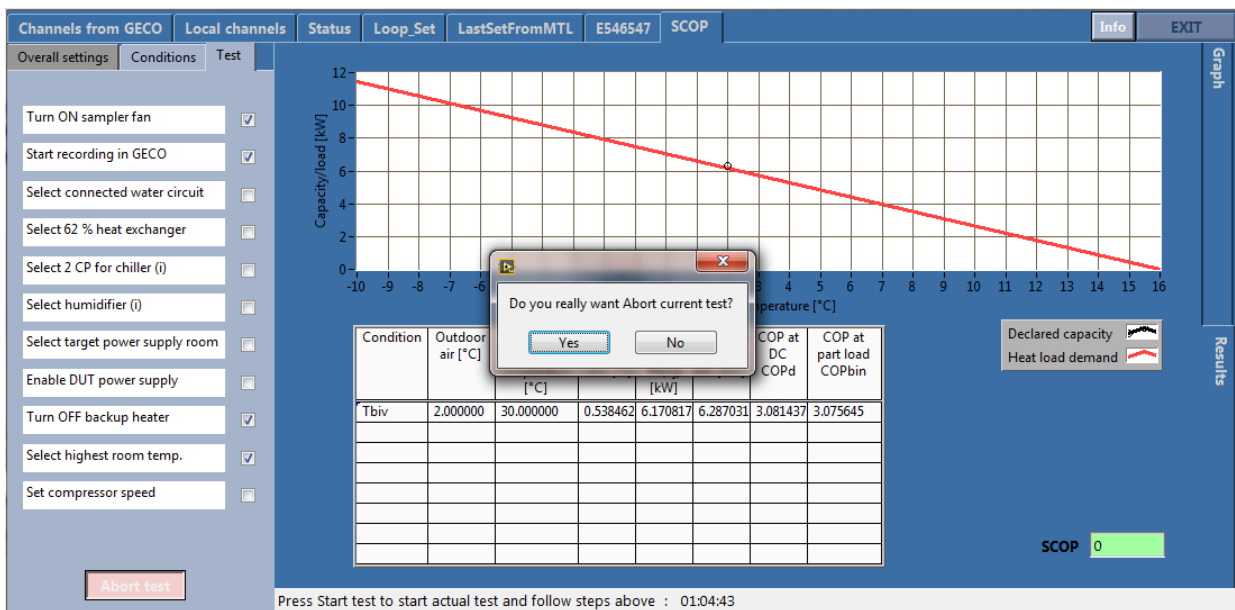 Channels from GECO Local channels Status Loop_Set LastSetFromMTL E546547 SCOP Info EXIT
Overall settings Conditions Test
Turn ON sampler fan
Start recording in GECO
Select connected water circuit
Select 62 % heat exchanger
Select 2 CP for chiller (i)
Select humidifier (i)
Select target power supply room
Enable DUT power supply
Turn OFF backup heater
Select highest room temp.
Set compressor speed
Abort test
Capacity/load [kW]
12
10
8
6
4
2
0
-10 -9 -8 -7 -6 3 4 5 6 7 8 9 10 11 12 13 14 15 16
perature [°C]
Graph
Results
Do you really want Abort current test?
Yes No
Declared capacity
Heat load demand
Condition Outdoor COP at COP at
air [°C] DC part load
COPd COPbin
[°C] [kW]
Tbiv 2.000000 30.000000 0.538462 6.170817 6.287031 3.081437 3.075645
SCOP 0
Press Start test to start actual test and follow steps above : 01:04:43